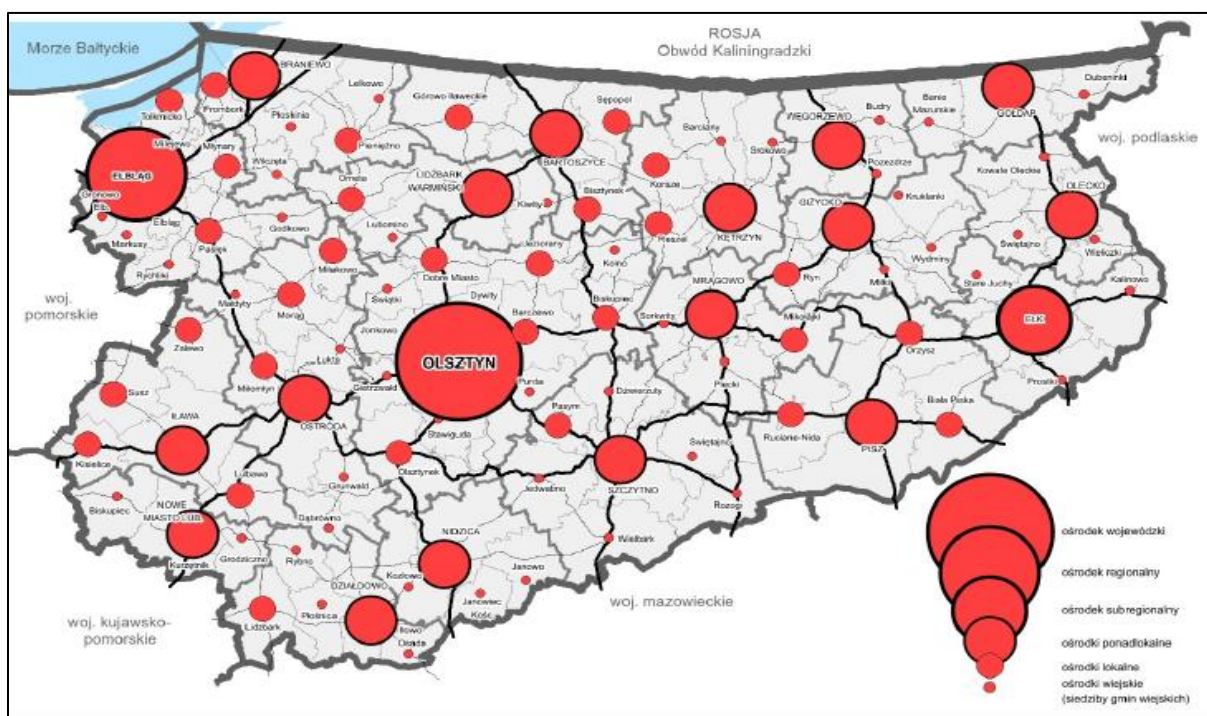 Morze Bałtyckie
ROSJA
Obwód Kaliningradzki
BRANIEWO
Frombork
Tolkmicko
Milejewo
Młynary
Płoskinia
Lelkowo
Pieniężno
Wilczęta
Górowo Iławeckie
Sępopol
BARTOSZYCE
Barciany
Srokowo
Korsze
WĘGORZEWO
Budry
Banie
Mazurskie
GOŁDAP
Dubeninki
woj. podlaskie
Pozezdrze
Kowale Oleckie
OLECKO
ELBLĄG
Gronowo
Elb.
Elbląg
Markusy
Rychliki
Pasłęk
Godkowo
Orneta
LIDZBARK
WARMIŃSKI
Kiwity
Bisztynek
Lubomino
Reszel
KĘTRZYN
GIŻYCKO
Kruklanki
Świętajno
Wieliczki
Wydminy
Stare Juchy
Kalinowo
woj.
pomorskie
Małdyty
Miłakowo
Morąg
Dobre Miasto
Jeziorany
Kolno
Świątki
Dywity
Jonkowo
Barczewo
Biskupiec
MRĄGOWO
Sorkwity
Ryn
Miłki
Mikołajki
Orzysz
EŁK
Prostki
Zalewo
Łukta
Miłomłyn
Gietrzwałd
OLSZTYN
Purda
Pasym
Dźwierzuty
Piecki
Susz
IŁAWA
OSTRÓDA
Stawiguda
Olsztynek
Kisielice
Lubawa
Grunwald
Jedwabno
SZCZYTNO
Świętajno
Ruciane-Nida
PISZ
Biała Piska
Biskupiec
NOWE
MIASTO LUB.
Kurzętnik
Grodziczno
Dąbrówno
Rybno
NIDZICA
Rozogi
Wielbark
DZIAŁDOWO
Kozłowo
Janowo
Janowiec
Kośc.
Lidzbark
Płośnica
Iłowo
Osada
woj. kujawsko-
pomorskie
woj. mazowieckie
ośrodek wojewódzki
ośrodek regionalny
ośrodek subregionalny
ośrodki ponadlokalne
ośrodki lokalne
ośrodki wiejskie
(siedziby gmin wiejskich)